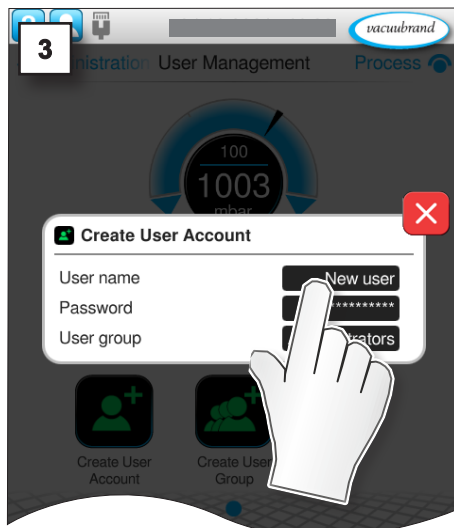 3
vacuubrand
nistration User Management Process
100
1003
mbar
Create User Account
User name New user
Password ***********
User group trators
Create User Account
Create User Group